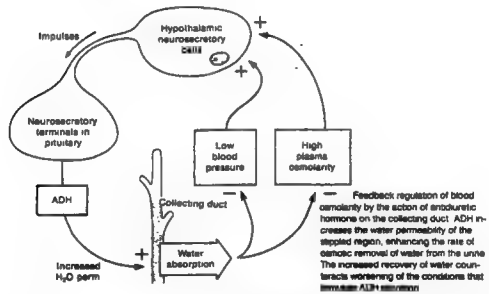 Impulses
Hypothalamic
neurosecretory
cells
+
+
Neurosecretory
terminals in
pituitary
Low
blood
pressure
High
plasma
osmolarity
ADH
Collecting duct
−
−
+
Water
absorption
Increased
H₂O perm
Feedback regulation of blood
osmolarity by the action of antidiuretic
hormone on the collecting duct ADH in-
creases the water permeability of the
stippled region, enhancing the rate of
osmotic removal of water from the urine
The increased recovery of water coun-
teracts worsening of the conditions that
ADH secretion